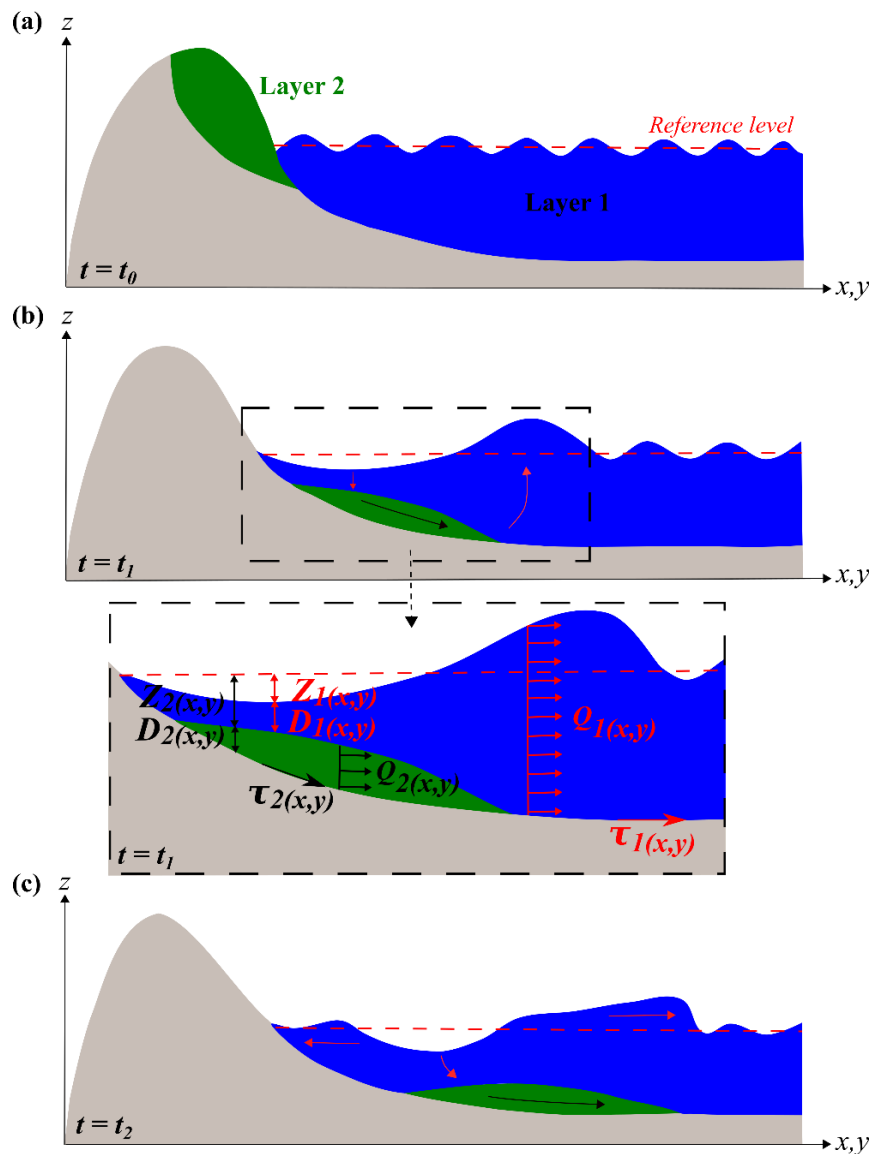 (a)
z
Layer 2
Reference level
Layer 1
t = t0
x,y
(b)
z
t = t1
x,y
Z2(x,y)
Z1(x,y)
D2(x,y)
D1(x,y)
Q1(x,y)
Q2(x,y)
τ2(x,y)
τ1(x,y)
t = t1
(c)
z
t = t2
x,y